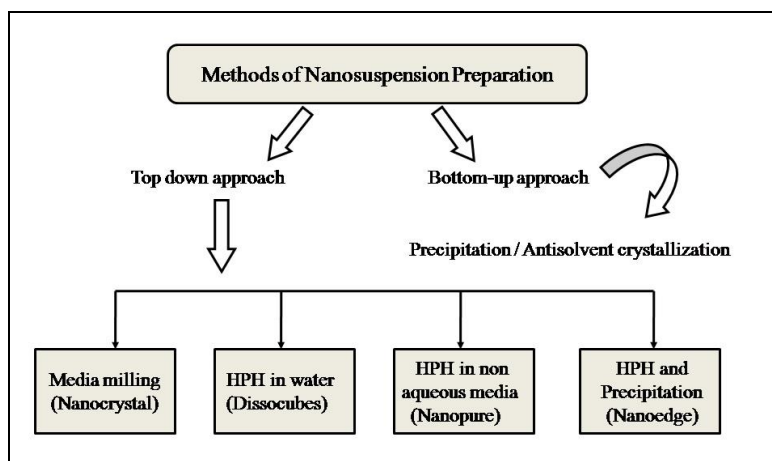 Methods of Nanosuspension Preparation
Top down approach
Bottom-up approach
Precipitation / Antisolvent crystallization
Media milling
(Nanocrystal)
HPH in water
(Dissocubes)
HPH in non
aqueous media
(Nanopure)
HPH and
Precipitation
(Nanoedge)